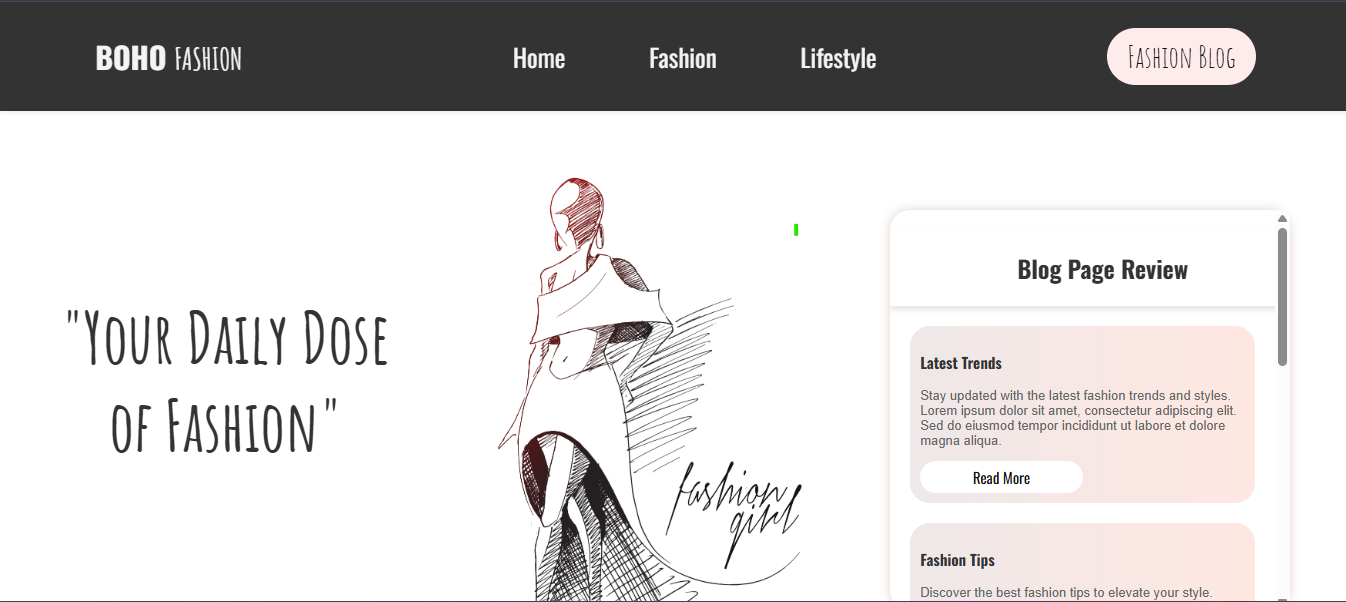 BOHO FASHION
Home
Fashion
Lifestyle
Fashion Blog
"Your Daily Dose
of Fashion"
fashion
girl
Blog Page Review
Latest Trends
Stay updated with the latest fashion trends and styles.
Lorem ipsum dolor sit amet, consectetur adipiscing elit.
Sed do eiusmod tempor incididunt ut labore et dolore
magna aliqua.
Read More
Fashion Tips
Discover the best fashion tips to elevate your style.